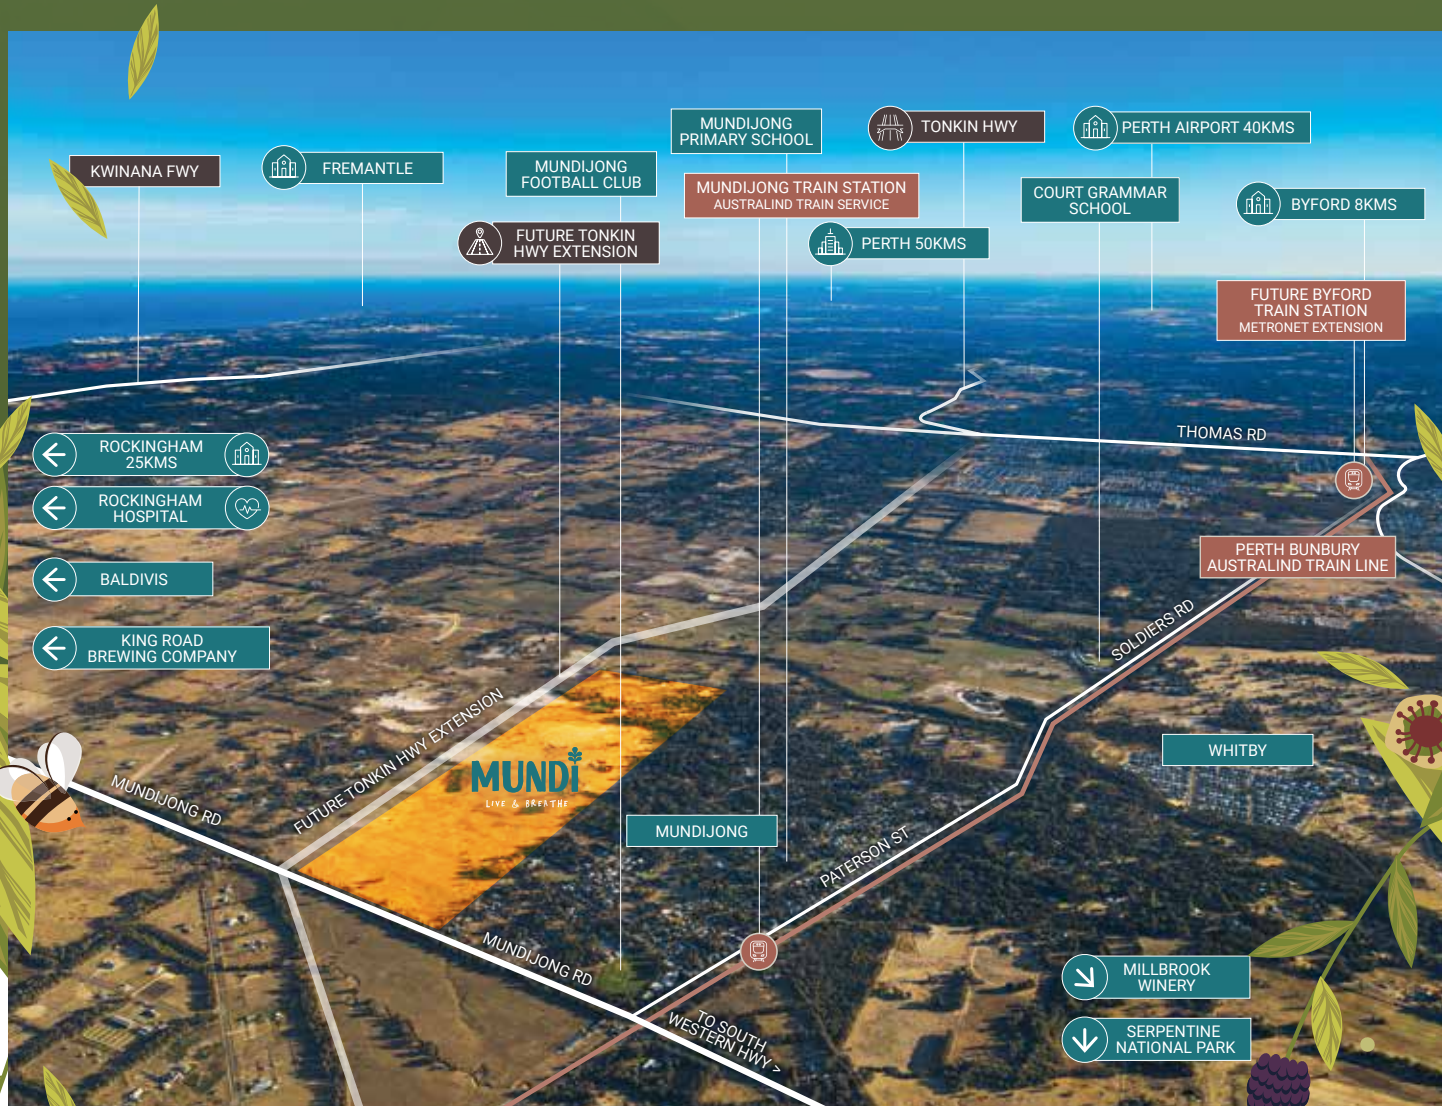 MUNDIJONG
PRIMARY SCHOOL
TONKIN HWY
PERTH AIRPORT 40KMS
KWINANA FWY
FREMANTLE
MUNDIJONG
FOOTBALL CLUB
MUNDIJONG TRAIN STATION
AUSTRALIND TRAIN SERVICE
COURT GRAMMAR
SCHOOL
BYFORD 8KMS
FUTURE TONKIN
HWY EXTENSION
PERTH 50KMS
FUTURE BYFORD
TRAIN STATION
METRONET EXTENSION
THOMAS RD
ROCKINGHAM
25KMS
ROCKINGHAM
HOSPITAL
PERTH BUNBURY
AUSTRALIND TRAIN LINE
BALDIVIS
KING ROAD
BREWING COMPANY
SOLDIERS RD
FUTURE TONKIN HWY EXTENSION
MUNDI
LIVE & BREATHE
WHITBY
MUNDIJONG RD
MUNDIJONG
PATERSON ST
MUNDIJONG RD
MILLBROOK
WINERY
TO SOUTH
WESTERN HWY >
SERPENTINE
NATIONAL PARK